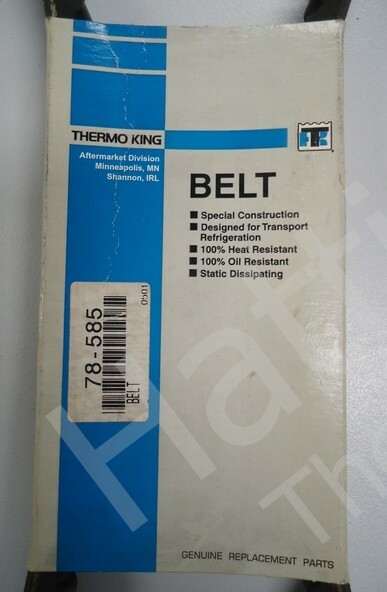 THERMO KING
Aftermarket Division
Minneapolis, MN
Shannon, IRL
BELT
Special Construction
Designed for Transport
Refrigeration
100% Heat Resistant
100% Oil Resistant
Static Dissipating
78-585
0501
BELT
GENUINE REPLACEMENT PARTS